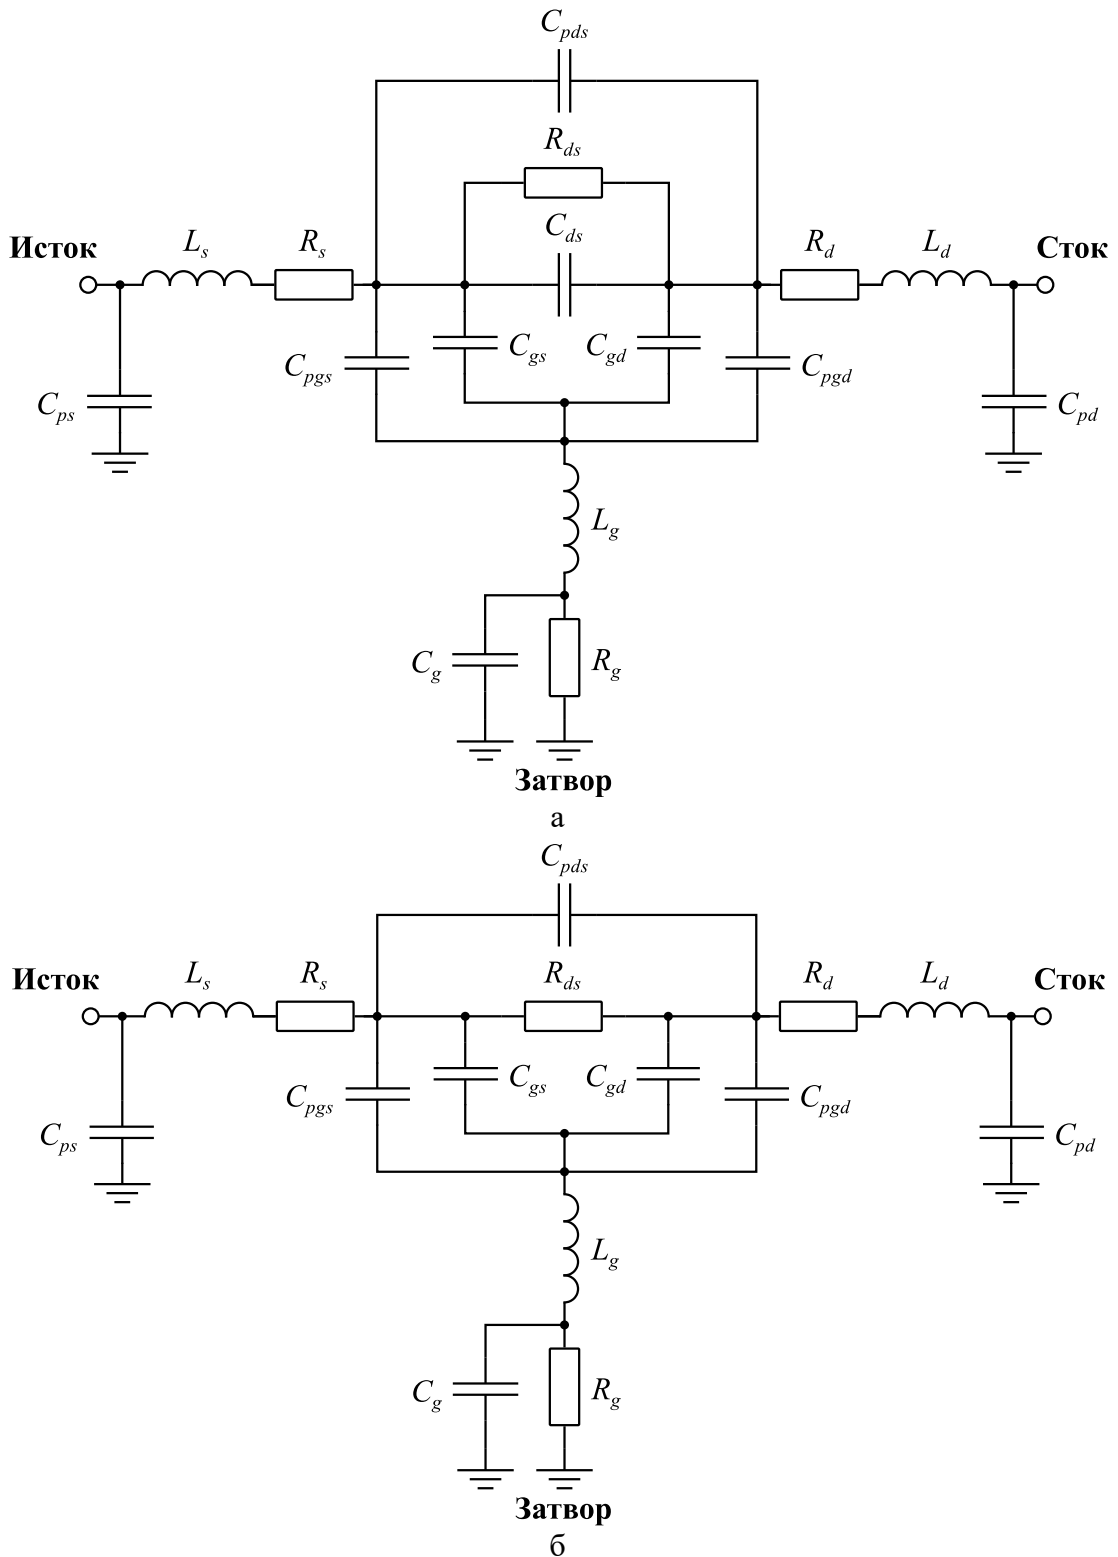 C_pds
R_ds
C_ds
Исток L_s R_s R_d L_d Сток
C_pgs C_gs C_gd C_pgd
C_ps C_pd
L_g
C_g R_g
Затвор
а
C_pds
Исток L_s R_s R_ds R_d L_d Сток
C_pgs C_gs C_gd C_pgd
C_ps C_pd
L_g
C_g R_g
Затвор
б